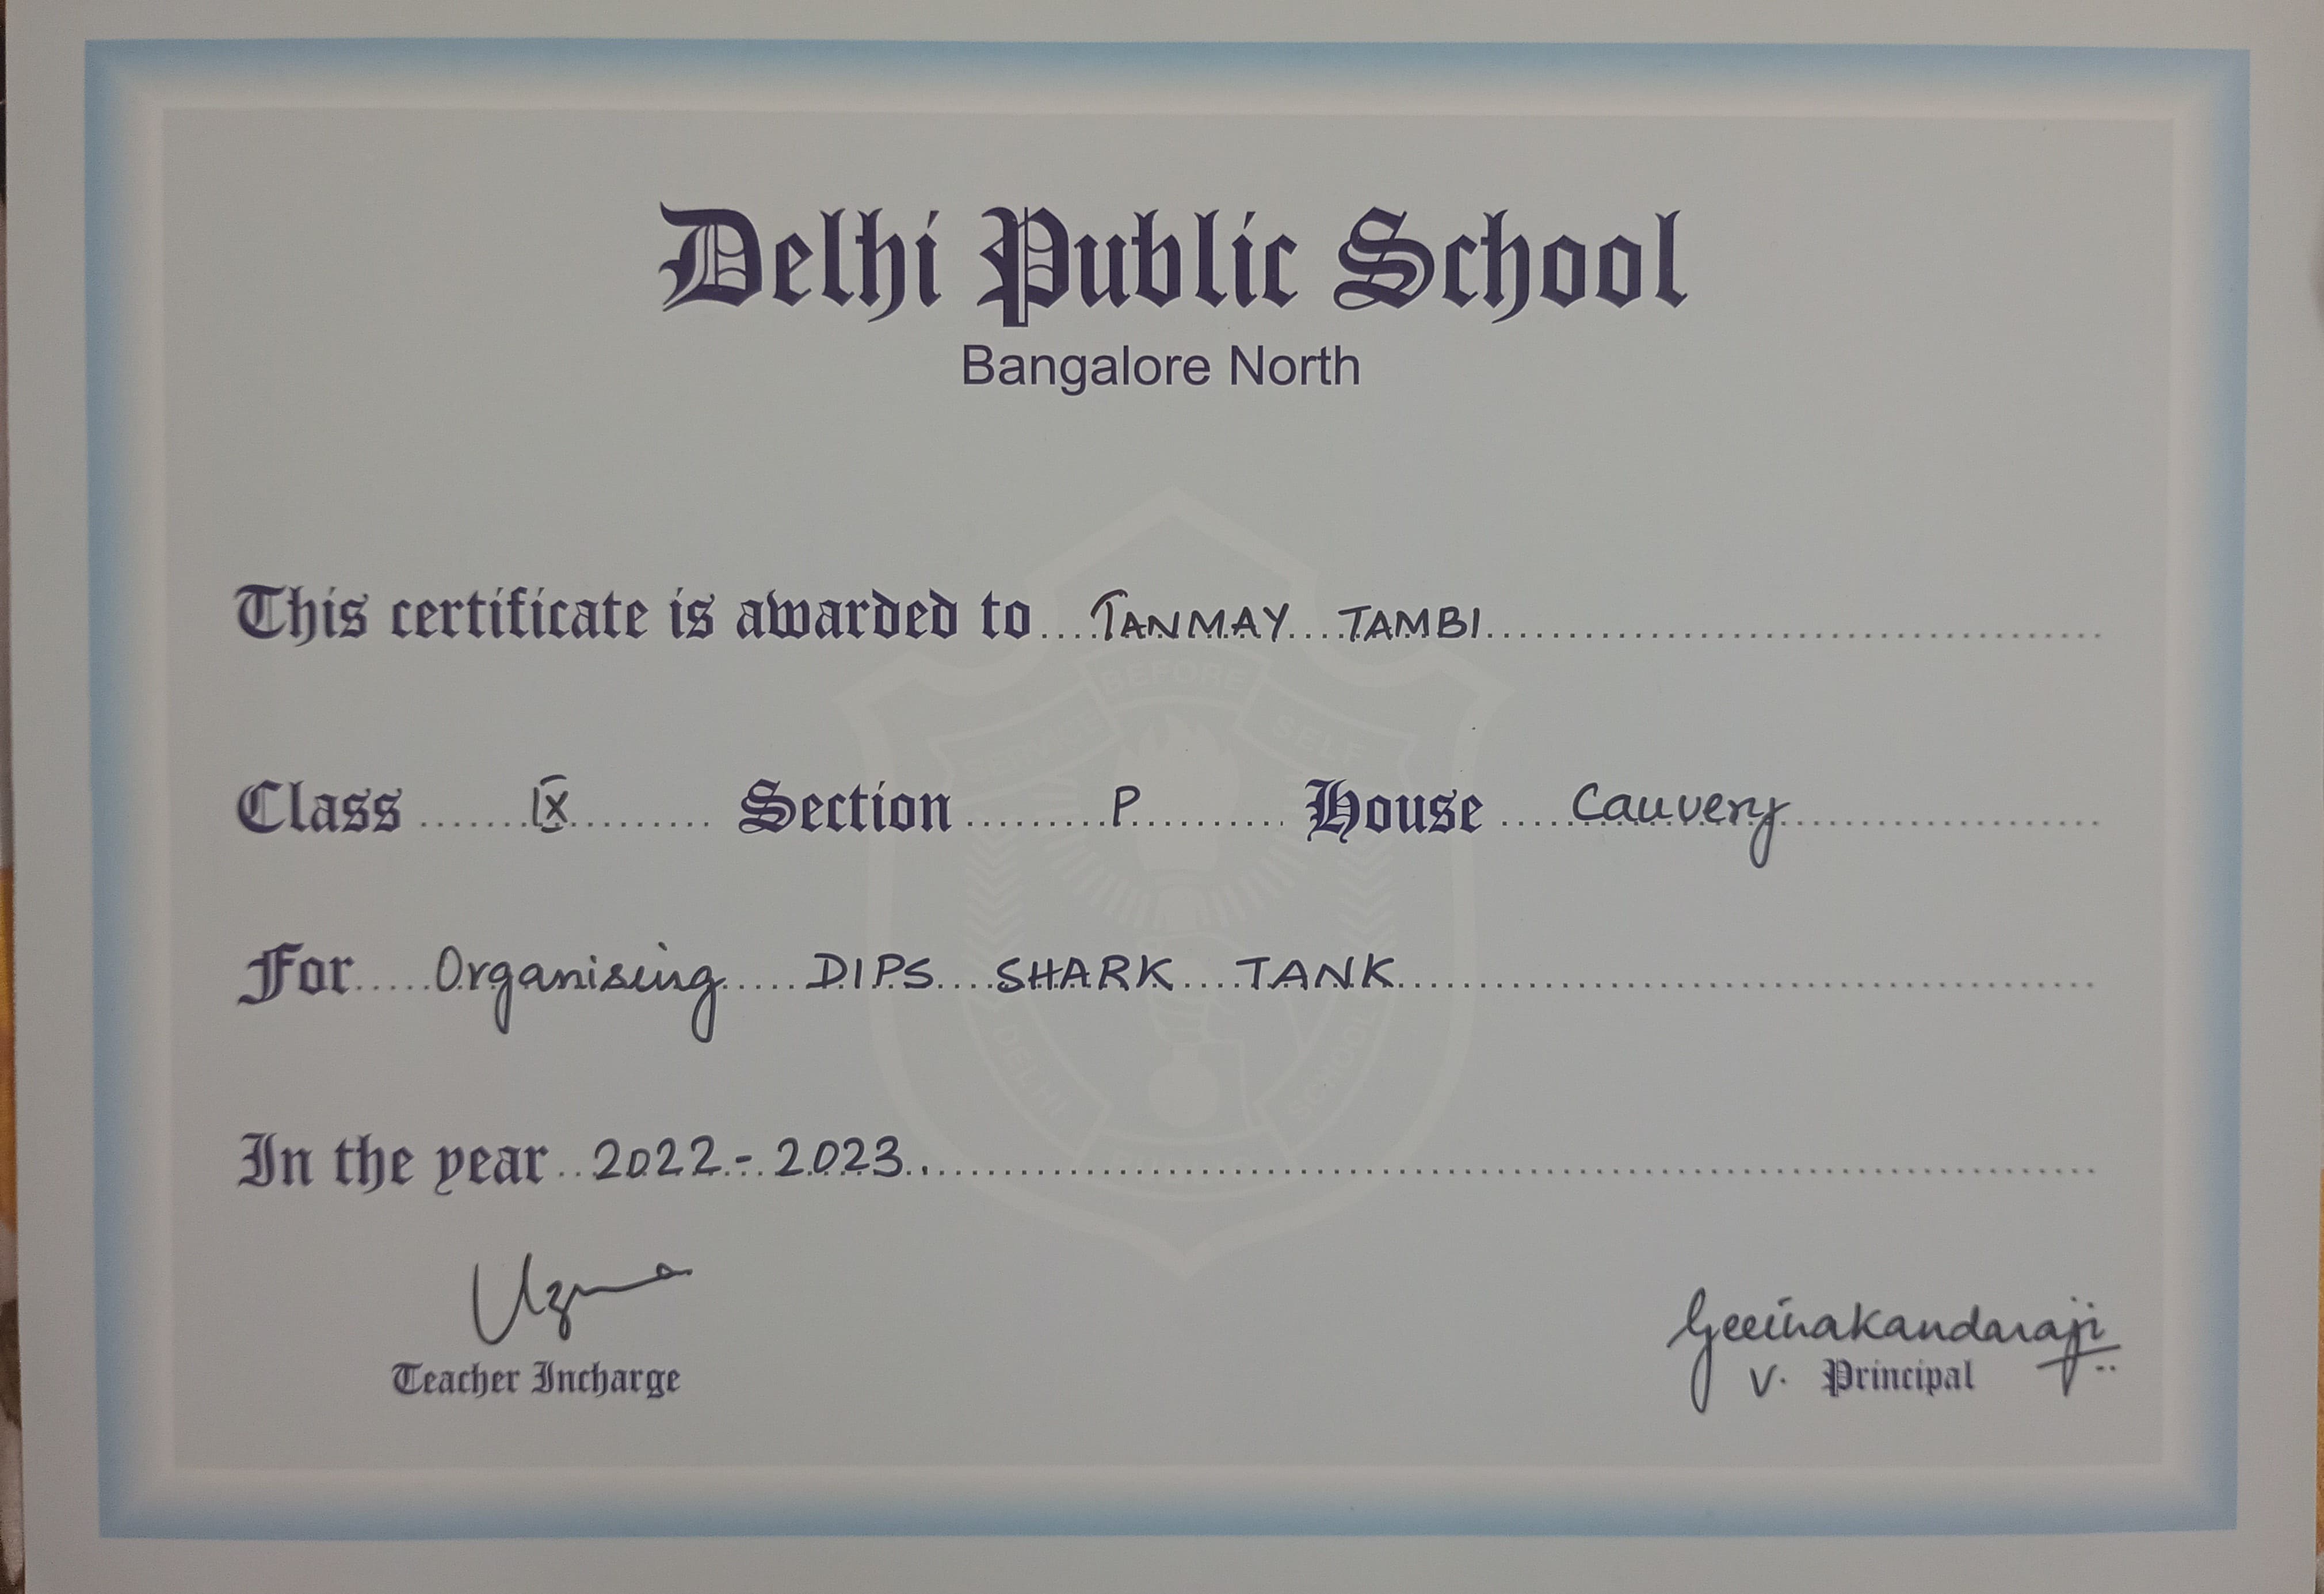 Delhi Public School
Bangalore North
This certificate is awarded to TANMAY TAMBI
BEFORE
SERVICE SELF
Class IX Section P House Cauvery
For Organising DIPS SHARK TANK
DELHI SCHOOL
In the year 2022-2023.
PUBLIC
Uzma
Teacher Incharge V. Principal